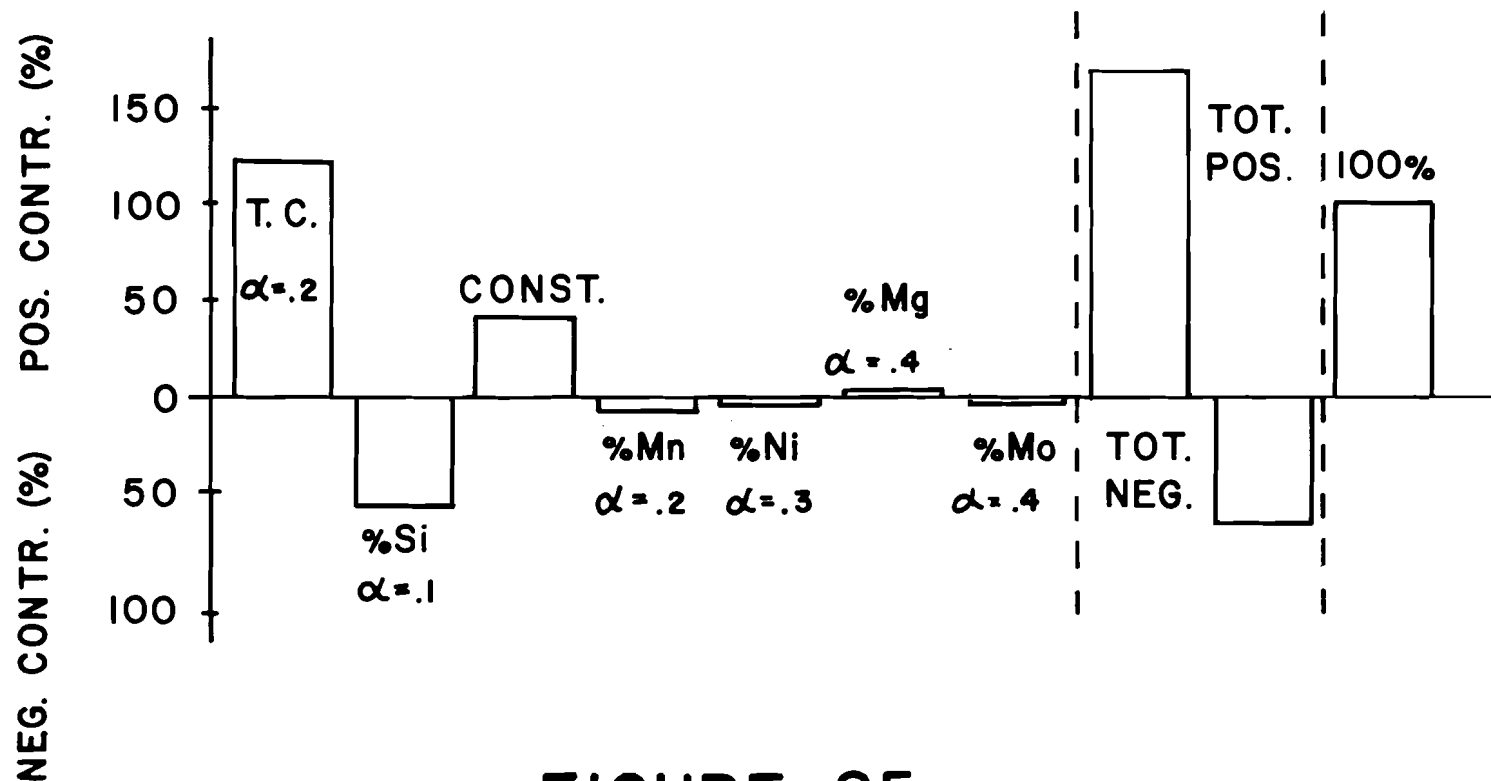 POS. CONTR. (%)
NEG. CONTR. (%)
150
100
50
0
50
100
T. C.
α=.2
%Si
α=.1
CONST.
%Mn
α=.2
%Ni
α=.3
%Mg
α=.4
%Mo
α=.4
TOT.
POS.
TOT.
NEG.
100%